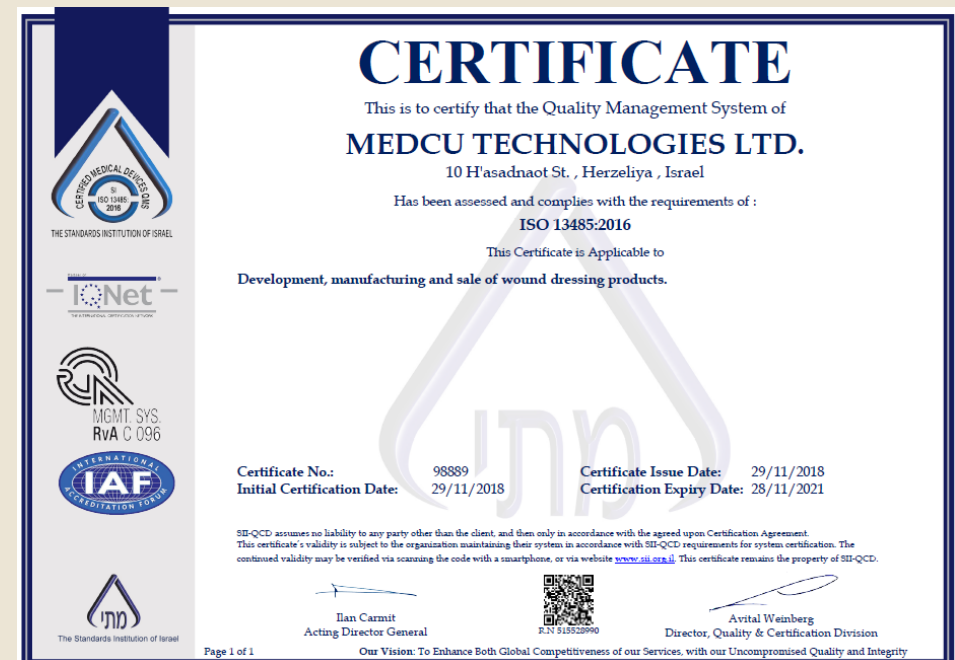 CERTIFICATE
This is to certify that the Quality Management System of
MEDCU TECHNOLOGIES LTD.
10 H'asadnaot St. , Herzeliya , Israel
Has been assessed and complies with the requirements of :
ISO 13485:2016
This Certificate is Applicable to
Development, manufacturing and sale of wound dressing products.
CERTIFIED MEDICAL DEVICES QMS
SI
ISO 13485:
2016
THE STANDARDS INSTITUTION OF ISRAEL
IQNet
THE INTERNATIONAL CERTIFICATION NETWORK
RVA
MGMT. SYS.
RvA C 096
INTERNATIONAL
IAF
ACCREDITATION FORUM
מתי
Certificate No.: 98889 Certificate Issue Date: 29/11/2018
Initial Certification Date: 29/11/2018 Certification Expiry Date: 28/11/2021
SII-QCD assumes no liability to any party other than the client, and then only in accordance with the agreed upon Certification Agreement.
This certificate's validity is subject to the organization maintaining their system in accordance with SII-QCD requirements for system certification. The
continued validity may be verified via scanning the code with a smartphone, or via website www.sii.org.il. This certificate remains the property of SII-QCD.
מתי
The Standards Institution of Israel
Ilan Carmit
Acting Director General
R.N 515528990
Avital Weinberg
Director, Quality & Certification Division
Page 1 of 1 Our Vision: To Enhance Both Global Competitiveness of our Services, with our Uncompromised Quality and Integrity